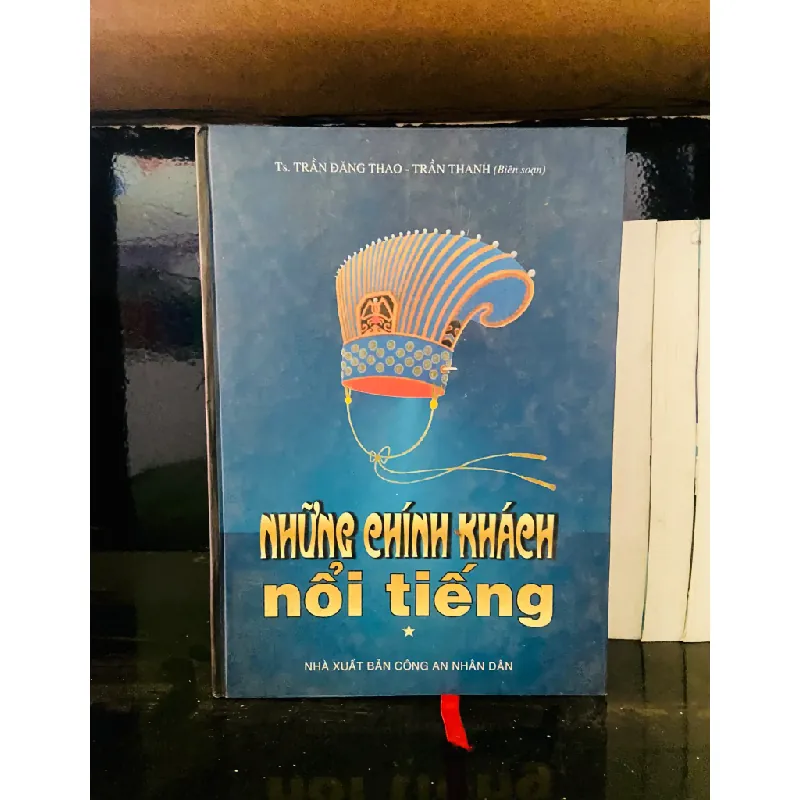 Ts. TRẦN ĐĂNG THAO - TRẦN THANH (Biên soạn)
NHỮNG CHÍNH KHÁCH
nổi tiếng
NHÀ XUẤT BẢN CÔNG AN NHÂN DÂN